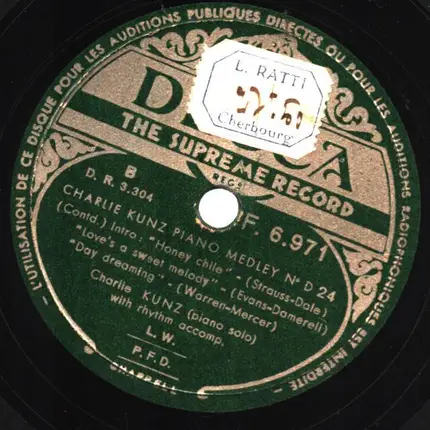 L'UTILISATION DE CE DISQUE POUR LES AUDITIONS PUBLIQUES DIRECTES OU POUR LES AUDITIONS RADIOPHONIQUES EST INTERDITE
L. RATTI
Cherbourg
D CA
THE SUPREME RECORD
REGD
B
D. R. 3.304
F. 6.971
CHARLIE KUNZ PIANO MEDLEY No D 24
(Contd.) Intro: "Honey chile" - (Strauss-Dale)
"Love's a sweet melody" - (Evans-Damerell)
"Day dreaming" - (Warren-Mercer)
Charlie KUNZ (piano solo)
with rhythm accomp.
L. W.
P. F. D.
CHAPPELL